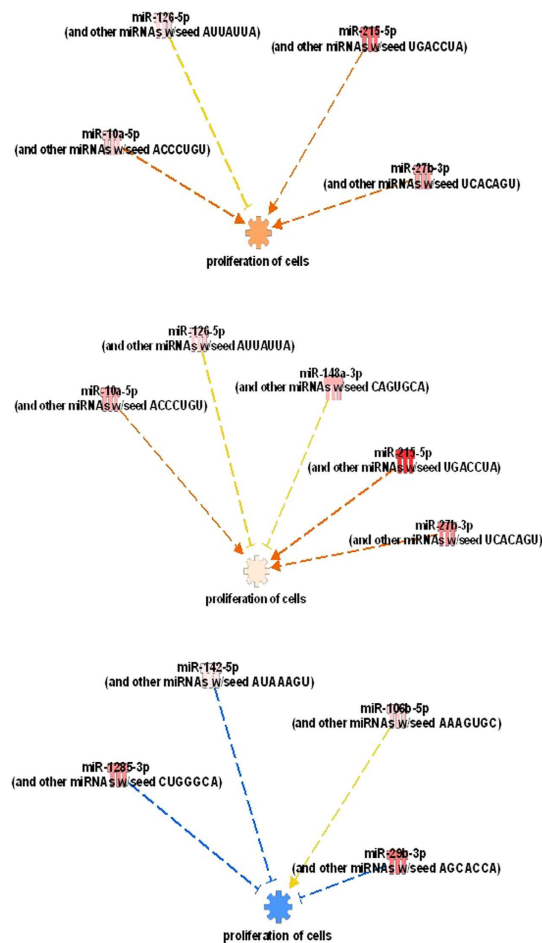 miR-126-5p
(and other miRNAs w/seed AUUAUUA)
miR-215-5p
(and other miRNAs w/seed UGACCUA)
miR-10a-5p
(and other miRNAs w/seed ACCCUGU)
miR-27b-3p
(and other miRNAs w/seed UCACAGU)
proliferation of cells
miR-126-5p
(and other miRNAs w/seed AUUAUUA)
miR-148a-3p
(and other miRNAs w/seed CAGUGCA)
miR-10a-5p
(and other miRNAs w/seed ACCCUGU)
miR-215-5p
(and other miRNAs w/seed UGACCUA)
miR-27b-3p
(and other miRNAs w/seed UCACAGU)
proliferation of cells
miR-142-5p
(and other miRNAs w/seed AUAAAGU)
miR-106b-5p
(and other miRNAs w/seed AAAGUGC)
miR-1285-3p
(and other miRNAs w/seed CUGGGCA)
miR-29b-3p
(and other miRNAs w/seed AGCACCA)
proliferation of cells